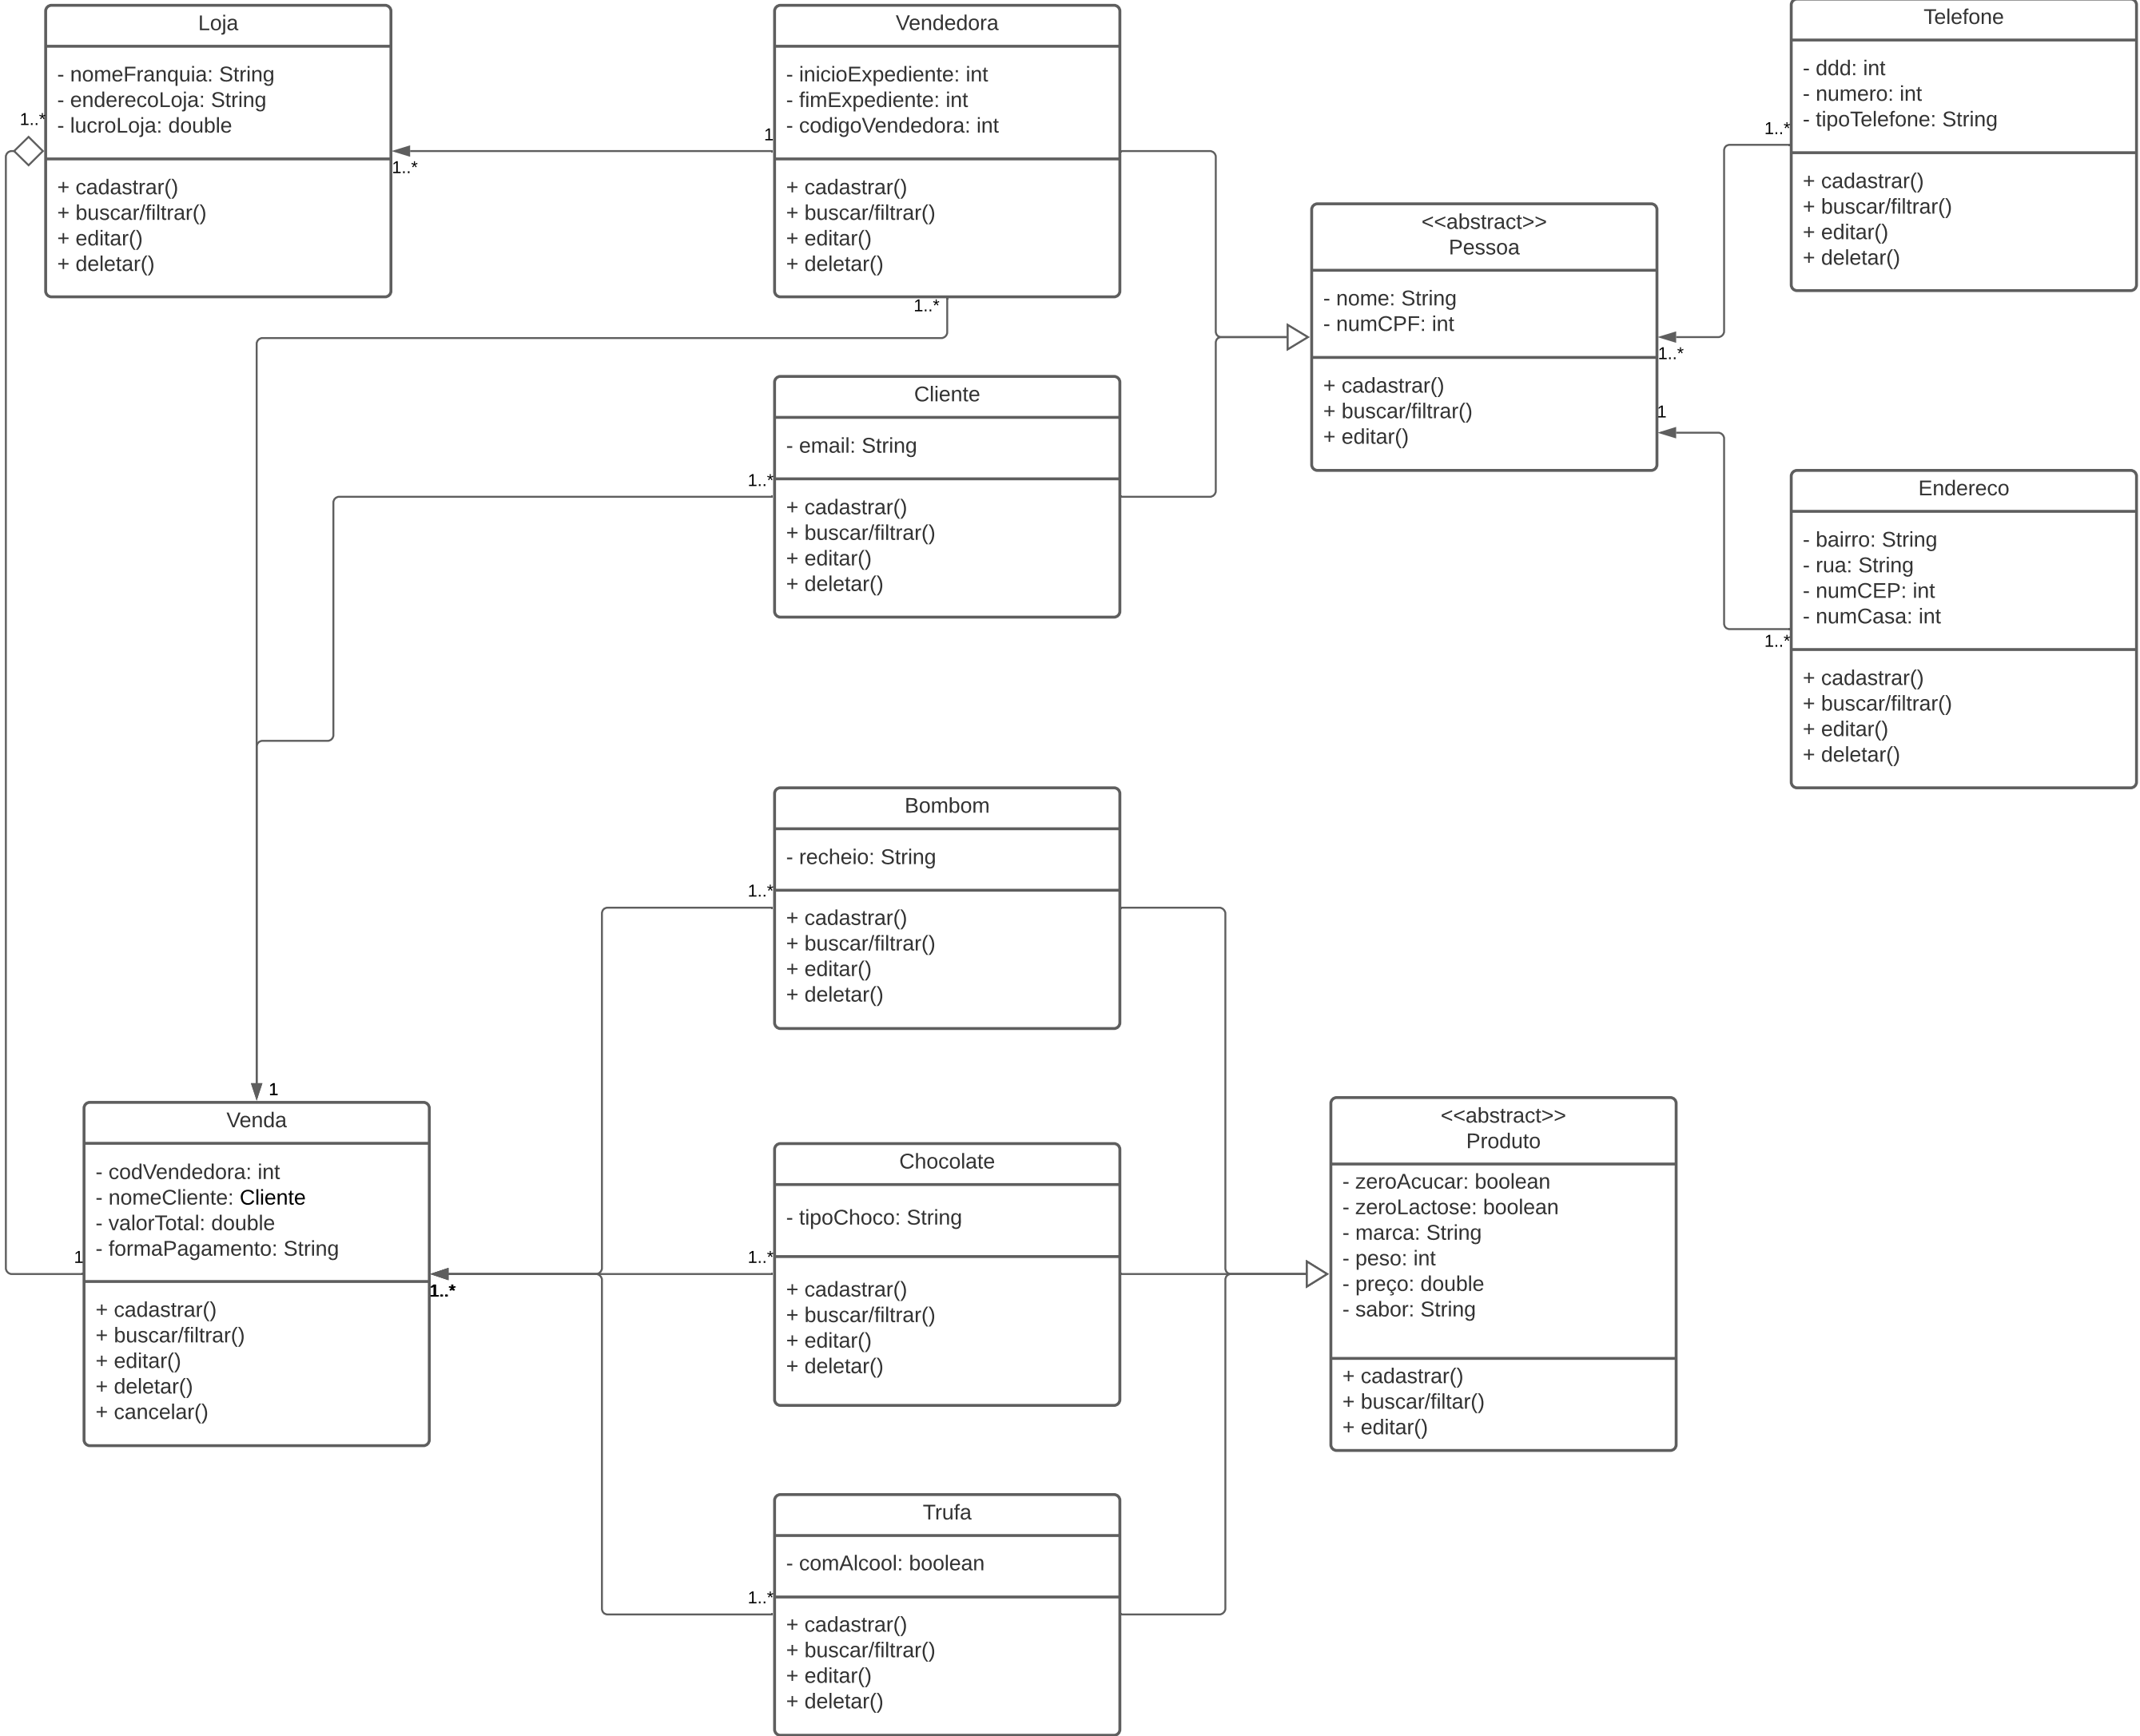 Loja
- nomeFranquia: String
- enderecoLoja: String
- lucroLoja: double
+ cadastrar()
+ buscar/filtrar()
+ editar()
+ deletar()
1..*
1..*
Vendedora
- inicioExpediente: int
- fimExpediente: int
- codigoVendedora: int
+ cadastrar()
+ buscar/filtrar()
+ editar()
+ deletar()
1
1..*
Telefone
- ddd: int
- numero: int
- tipoTelefone: String
+ cadastrar()
+ buscar/filtrar()
+ editar()
+ deletar()
1..*
<<abstract>>
Pessoa
- nome: String
- numCPF: int
+ cadastrar()
+ buscar/filtrar()
+ editar()
1..*
1
Cliente
- email: String
+ cadastrar()
+ buscar/filtrar()
+ editar()
+ deletar()
1..*
Endereco
- bairro: String
- rua: String
- numCEP: int
- numCasa: int
+ cadastrar()
+ buscar/filtrar()
+ editar()
+ deletar()
1..*
Bombom
- recheio: String
+ cadastrar()
+ buscar/filtrar()
+ editar()
+ deletar()
1..*
1
Venda
- codVendedora: int
- nomeCliente: Cliente
- valorTotal: double
- formaPagamento: String
+ cadastrar()
+ buscar/filtrar()
+ editar()
+ deletar()
+ cancelar()
1
1..*
Chocolate
- tipoChoco: String
+ cadastrar()
+ buscar/filtrar()
+ editar()
+ deletar()
1..*
<<abstract>>
Produto
- zeroAcucar: boolean
- zeroLactose: boolean
- marca: String
- peso: int
- preço: double
- sabor: String
+ cadastrar()
+ buscar/filtar()
+ editar()
Trufa
- comAlcool: boolean
+ cadastrar()
+ buscar/filtrar()
+ editar()
+ deletar()
1..*